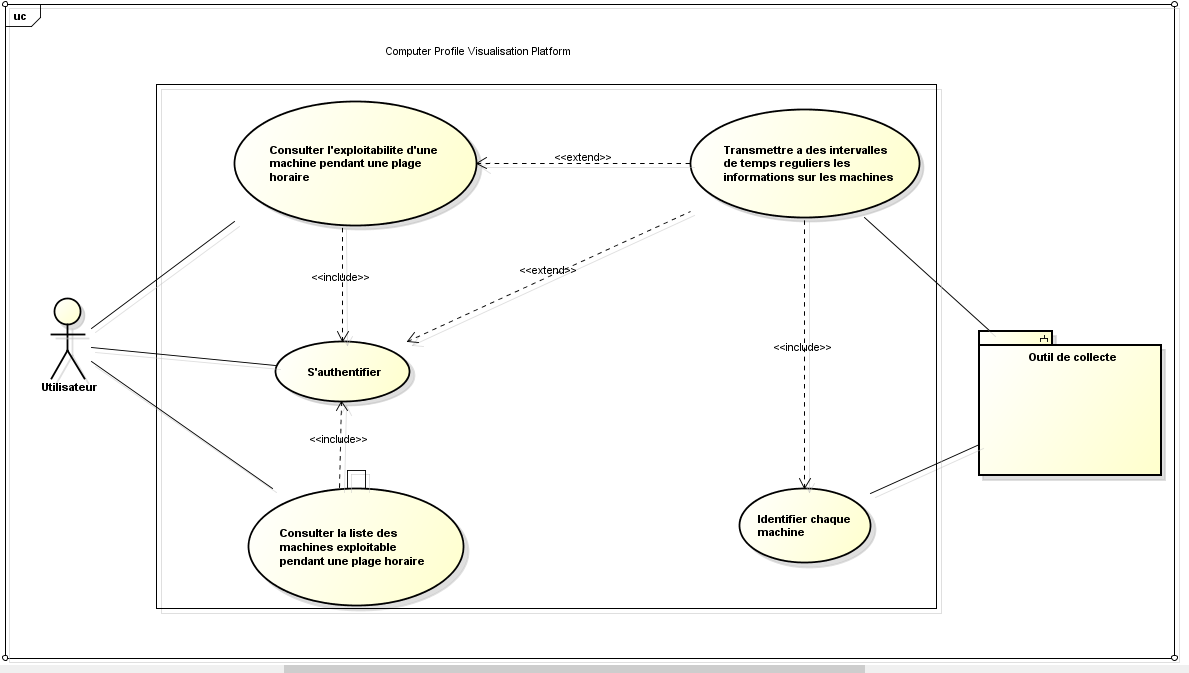 uc
Computer Profile Visualisation Platform
Consulter l'exploitabilite d'une
machine pendant une plage
horaire
<<extend>>
Transmettre a des intervalles
de temps reguliers les
informations sur les machines
<<include>>
<<extend>>
<<include>>
Outil de collecte
S'authentifier
Utilisateur
<<include>>
Consulter la liste des
machines exploitable
pendant une plage horaire
Identifier chaque
machine